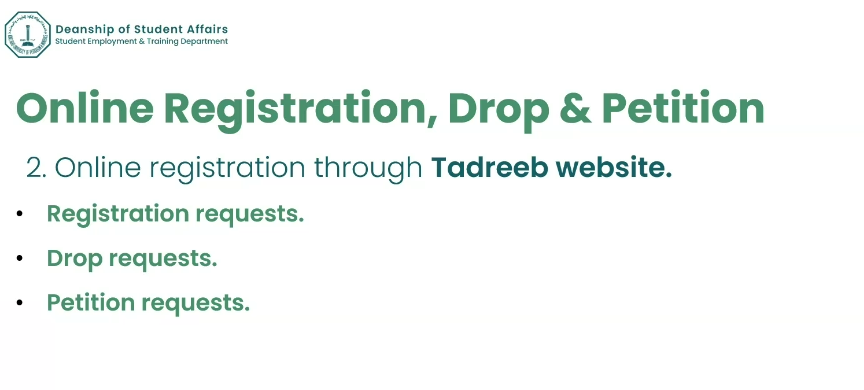 Deanship of Student Affairs
Student Employment & Training Department
Online Registration, Drop & Petition
2. Online registration through Tadreeb website.
• Registration requests.
• Drop requests.
• Petition requests.